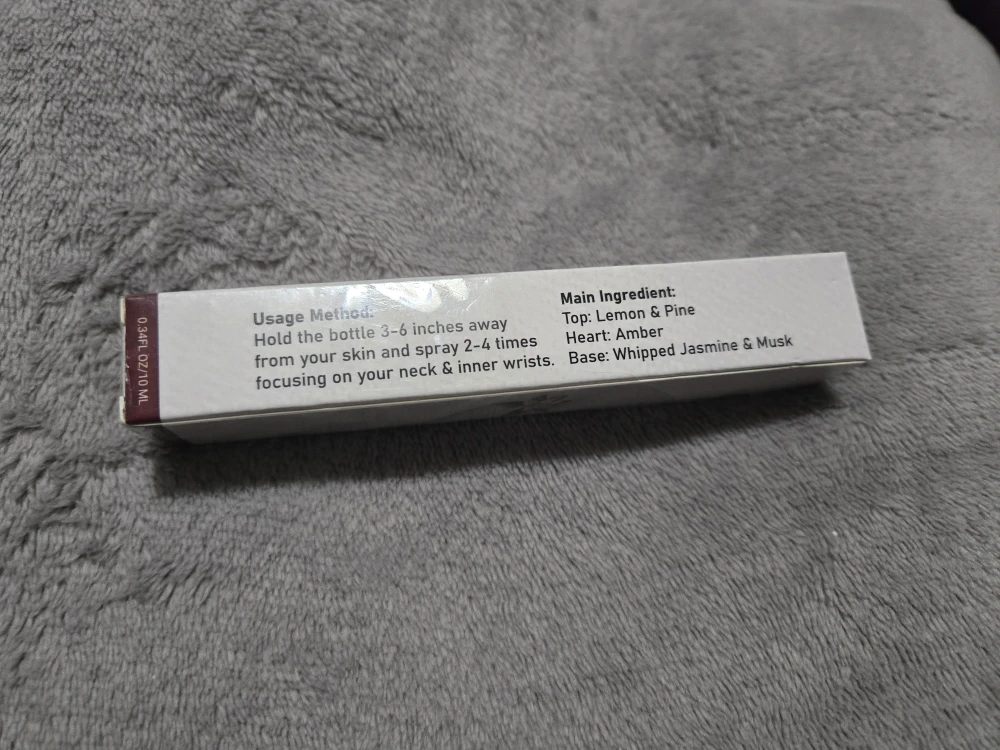 0.34FL OZ/10 ML
Usage Method:
Hold the bottle 3-6 inches away
from your skin and spray 2-4 times
focusing on your neck & inner wrists.
Main Ingredient:
Top: Lemon & Pine
Heart: Amber
Base: Whipped Jasmine & Musk